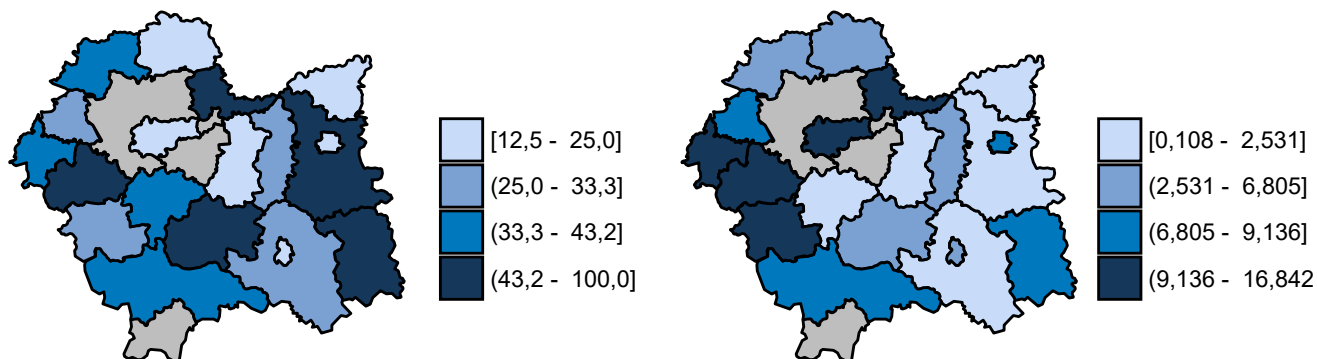 [12,5 - 25,0]
(25,0 - 33,3]
(33,3 - 43,2]
(43,2 - 100,0]
[0,108 - 2,531]
(2,531 - 6,805]
(6,805 - 9,136]
(9,136 - 16,842